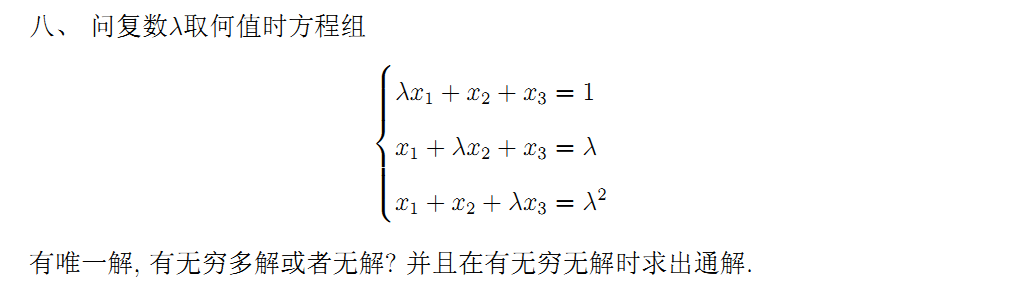 八、 问复数λ取何值时方程组
λx₁ + x₂ + x₃ = 1
x₁ + λx₂ + x₃ = λ
x₁ + x₂ + λx₃ = λ²
有唯一解, 有无穷多解或者无解? 并且在有无穷无解时求出通解.